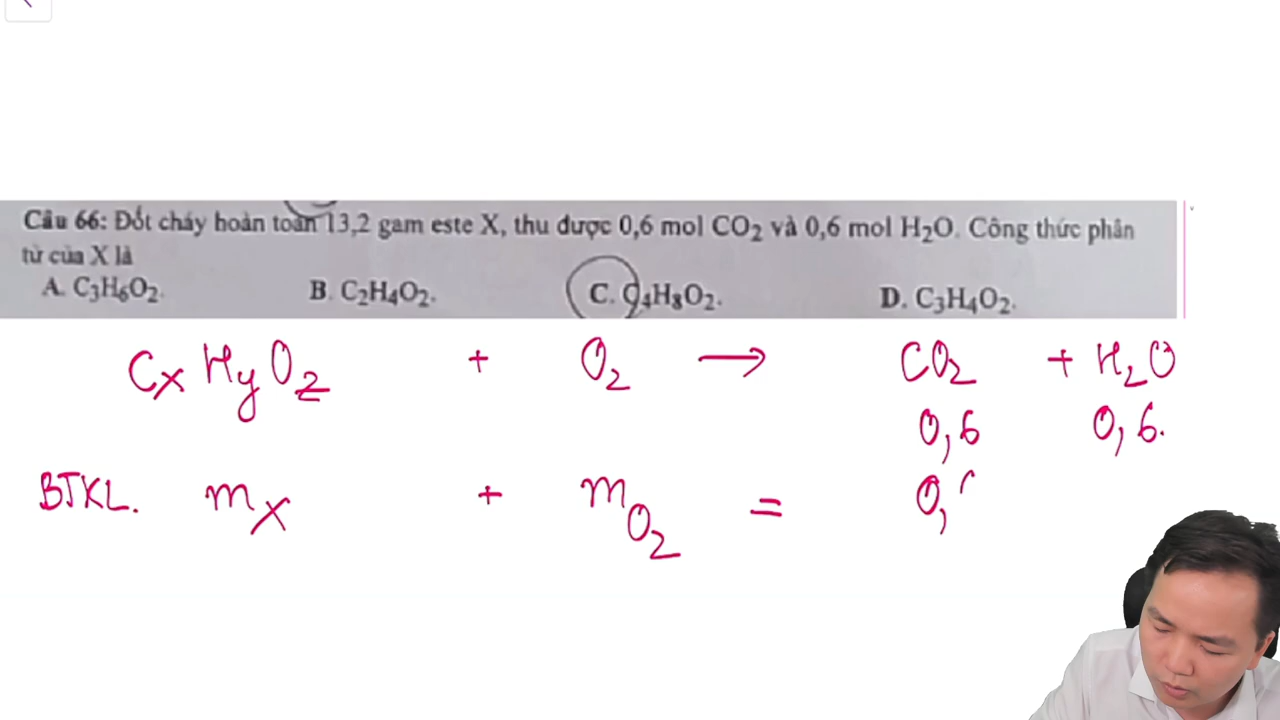 Câu 66: Đốt cháy hoàn toàn 13,2 gam este X, thu được 0,6 mol CO₂ và 0,6 mol H₂O. Công thức phân
tử của X là
A. C₃H₆O₂. B. C₂H₄O₂. C. C₄H₈O₂. D. C₃H₄O₂.
CxHyOz + O₂ → CO₂ + H₂O
0,6 0,6.
BTKL. mX + mO₂ = 0,